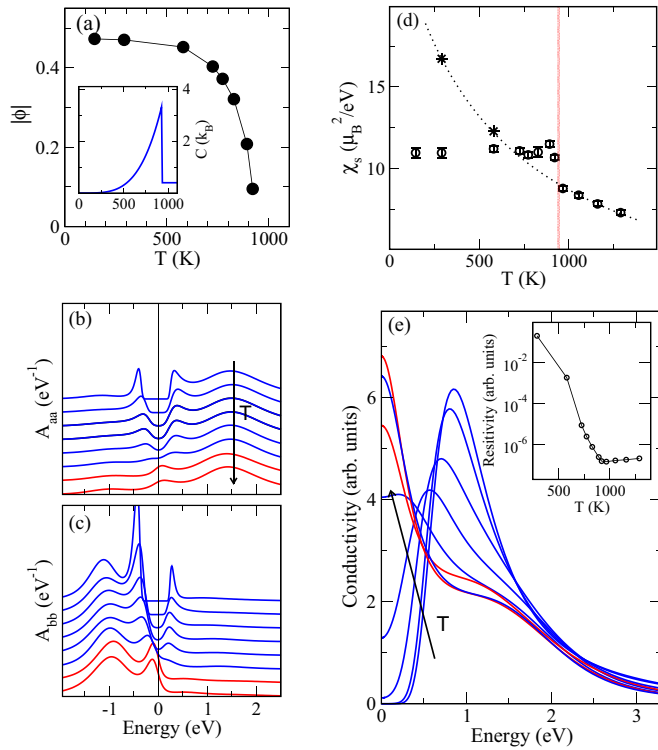 (a)
|ϕ|
0.4
0.2
0.0
0
500
1000
T (K)
4
2
0
C (k_B)
0
500
1000
(d)
χ_s (μ_B^2/eV)
15
10
0
500
1000
T (K)
(b)
A_aa (eV^-1)
T
(c)
A_bb (eV^-1)
-1
0
1
2
Energy (eV)
(e)
Conductivity (arb. units)
6
4
2
0
0
1
2
3
Energy (eV)
T
Resitivity (arb. units)
10^-2
10^-4
10^-6
500
1000
T (K)